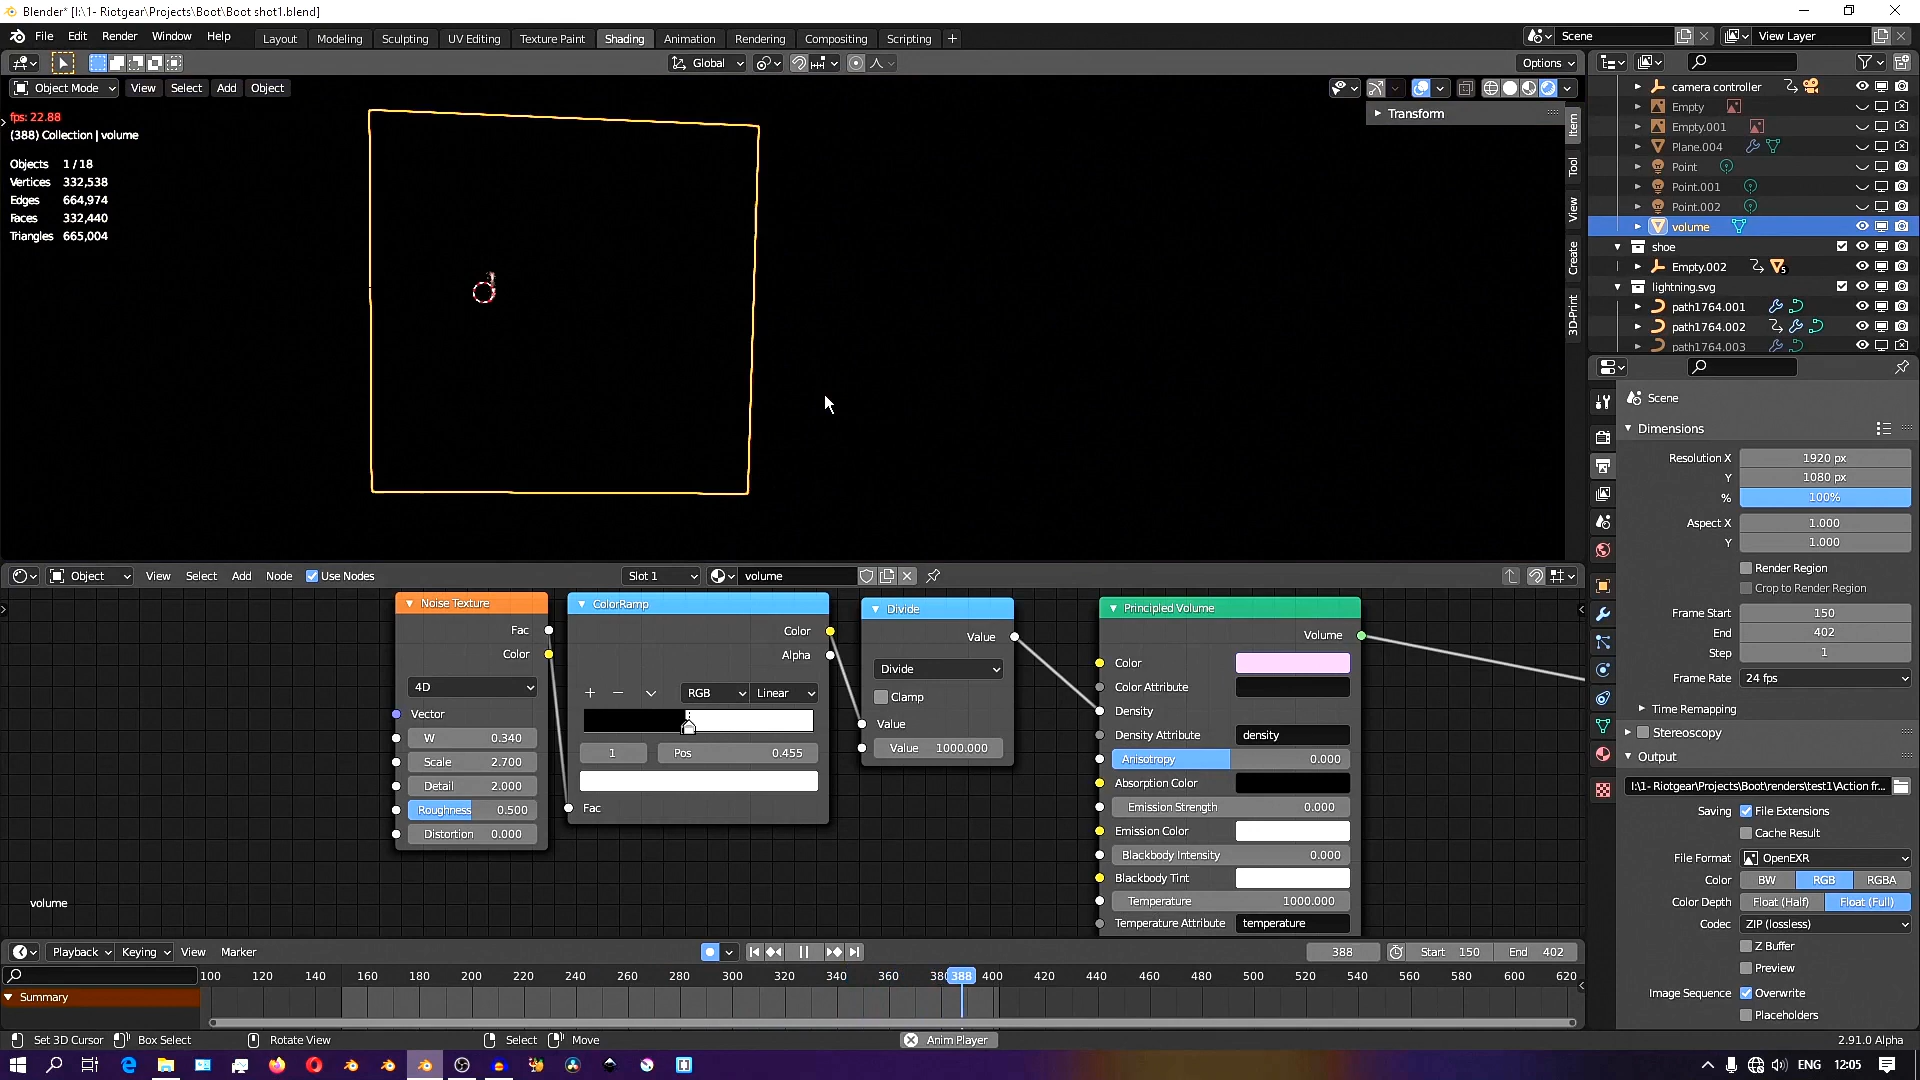 Blender* [I:\1- Riotgear\Projects\Boot\Boot shot1.blend]
File Edit Render Window Help
Layout Modeling Sculpting UV Editing Texture Paint Shading Animation Rendering Compositing Scripting +
Scene
View Layer
Global
Options
Object Mode View Select Add Object
fps: 22.88
(388) Collection | volume
Objects 1 / 18
Vertices 332,538
Edges 664,974
Faces 332,440
Triangles 665,004
Transform
Item
Tool
View
Create
3D-Print
camera controller
Empty
Empty.001
Plane.004
Point
Point.001
Point.002
volume
shoe
Empty.002
5
lightning.svg
path1764.001
path1764.002
path1764.003
Scene
Dimensions
Resolution X 1920 px
Y 1080 px
% 100%
Aspect X 1.000
Y 1.000
Render Region
Crop to Render Region
Frame Start 150
End 402
Step 1
Frame Rate 24 fps
Time Remapping
Stereoscopy
Output
I:\1- Riotgear\Projects\Boot\renders\test1\Action fr...
Saving File Extensions
Cache Result
File Format OpenEXR
Color BW RGB RGBA
Color Depth Float (Half) Float (Full)
Codec ZIP (lossless)
Z Buffer
Preview
Image Sequence Overwrite
Placeholders
Object View Select Add Node Use Nodes Slot 1 volume
Noise Texture
Fac
Color
4D
Vector
W 0.340
Scale 2.700
Detail 2.000
Roughness 0.500
Distortion 0.000
ColorRamp
Color
Alpha
+ − RGB Linear
1 Pos 0.455
Fac
Divide
Value
Divide
Clamp
Value
Value 1000.000
Principled Volume
Volume
Color
Color Attribute
Density
Density Attribute density
Anisotropy 0.000
Absorption Color
Emission Strength 0.000
Emission Color
Blackbody Intensity 0.000
Blackbody Tint
Temperature 1000.000
Temperature Attribute temperature
volume
Playback Keying View Marker
388 Start 150 End 402
100 120 140 160 180 200 220 240 260 280 300 320 340 360 380 388 400 420 440 460 480 500 520 540 560 580 600 620
Summary
Set 3D Cursor Box Select Rotate View Select Move Anim Player 2.91.0 Alpha
ENG 12:05